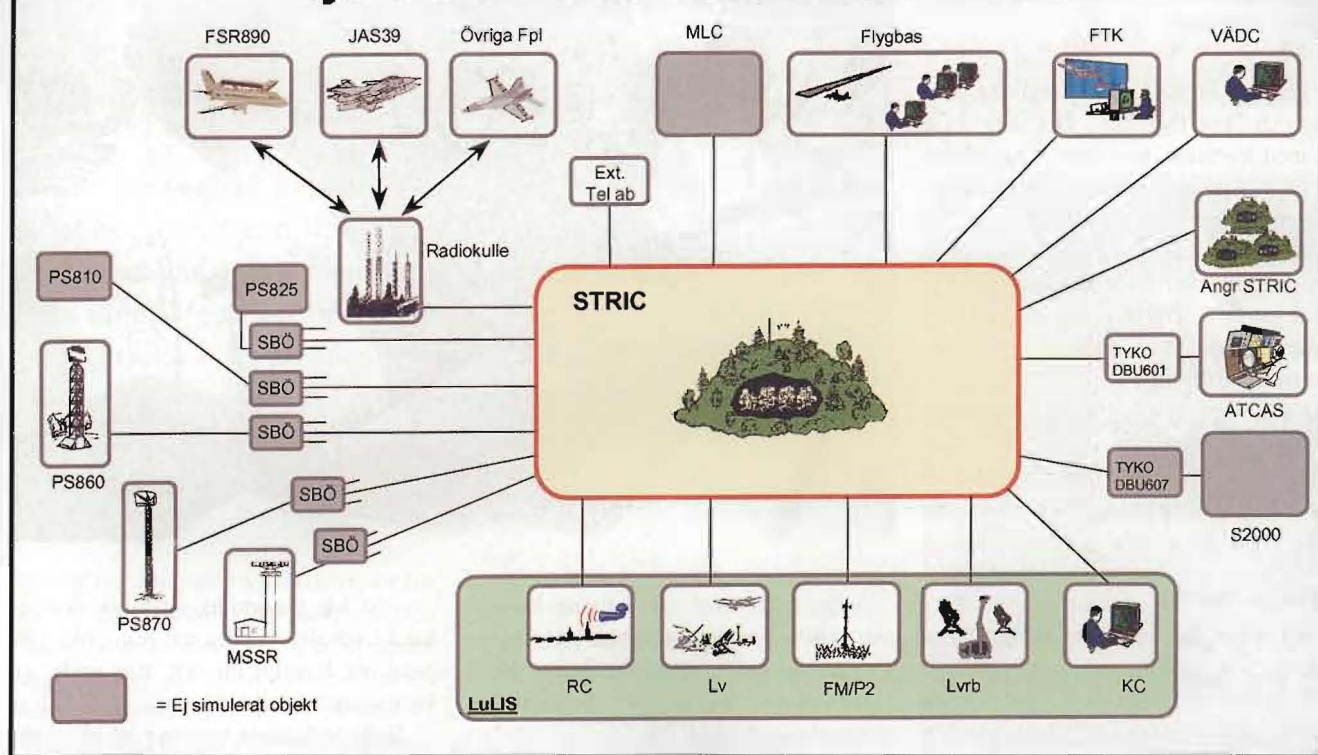 FSR890
JAS39
Övriga Fpl
MLC
Flygbas
FTK
VÄDC
Ext.
Tel ab
Radiokulle
Angr STRIC
PS810
PS825
SBÖ
SBÖ
SBÖ
STRIC
TYKO
DBU601
ATCAS
PS860
SBÖ
TYKO
DBU607
S2000
SBÖ
PS870
MSSR
RC
Lv
FM/P2
Lvrb
KC
LuLIS
= Ej simulerat objekt